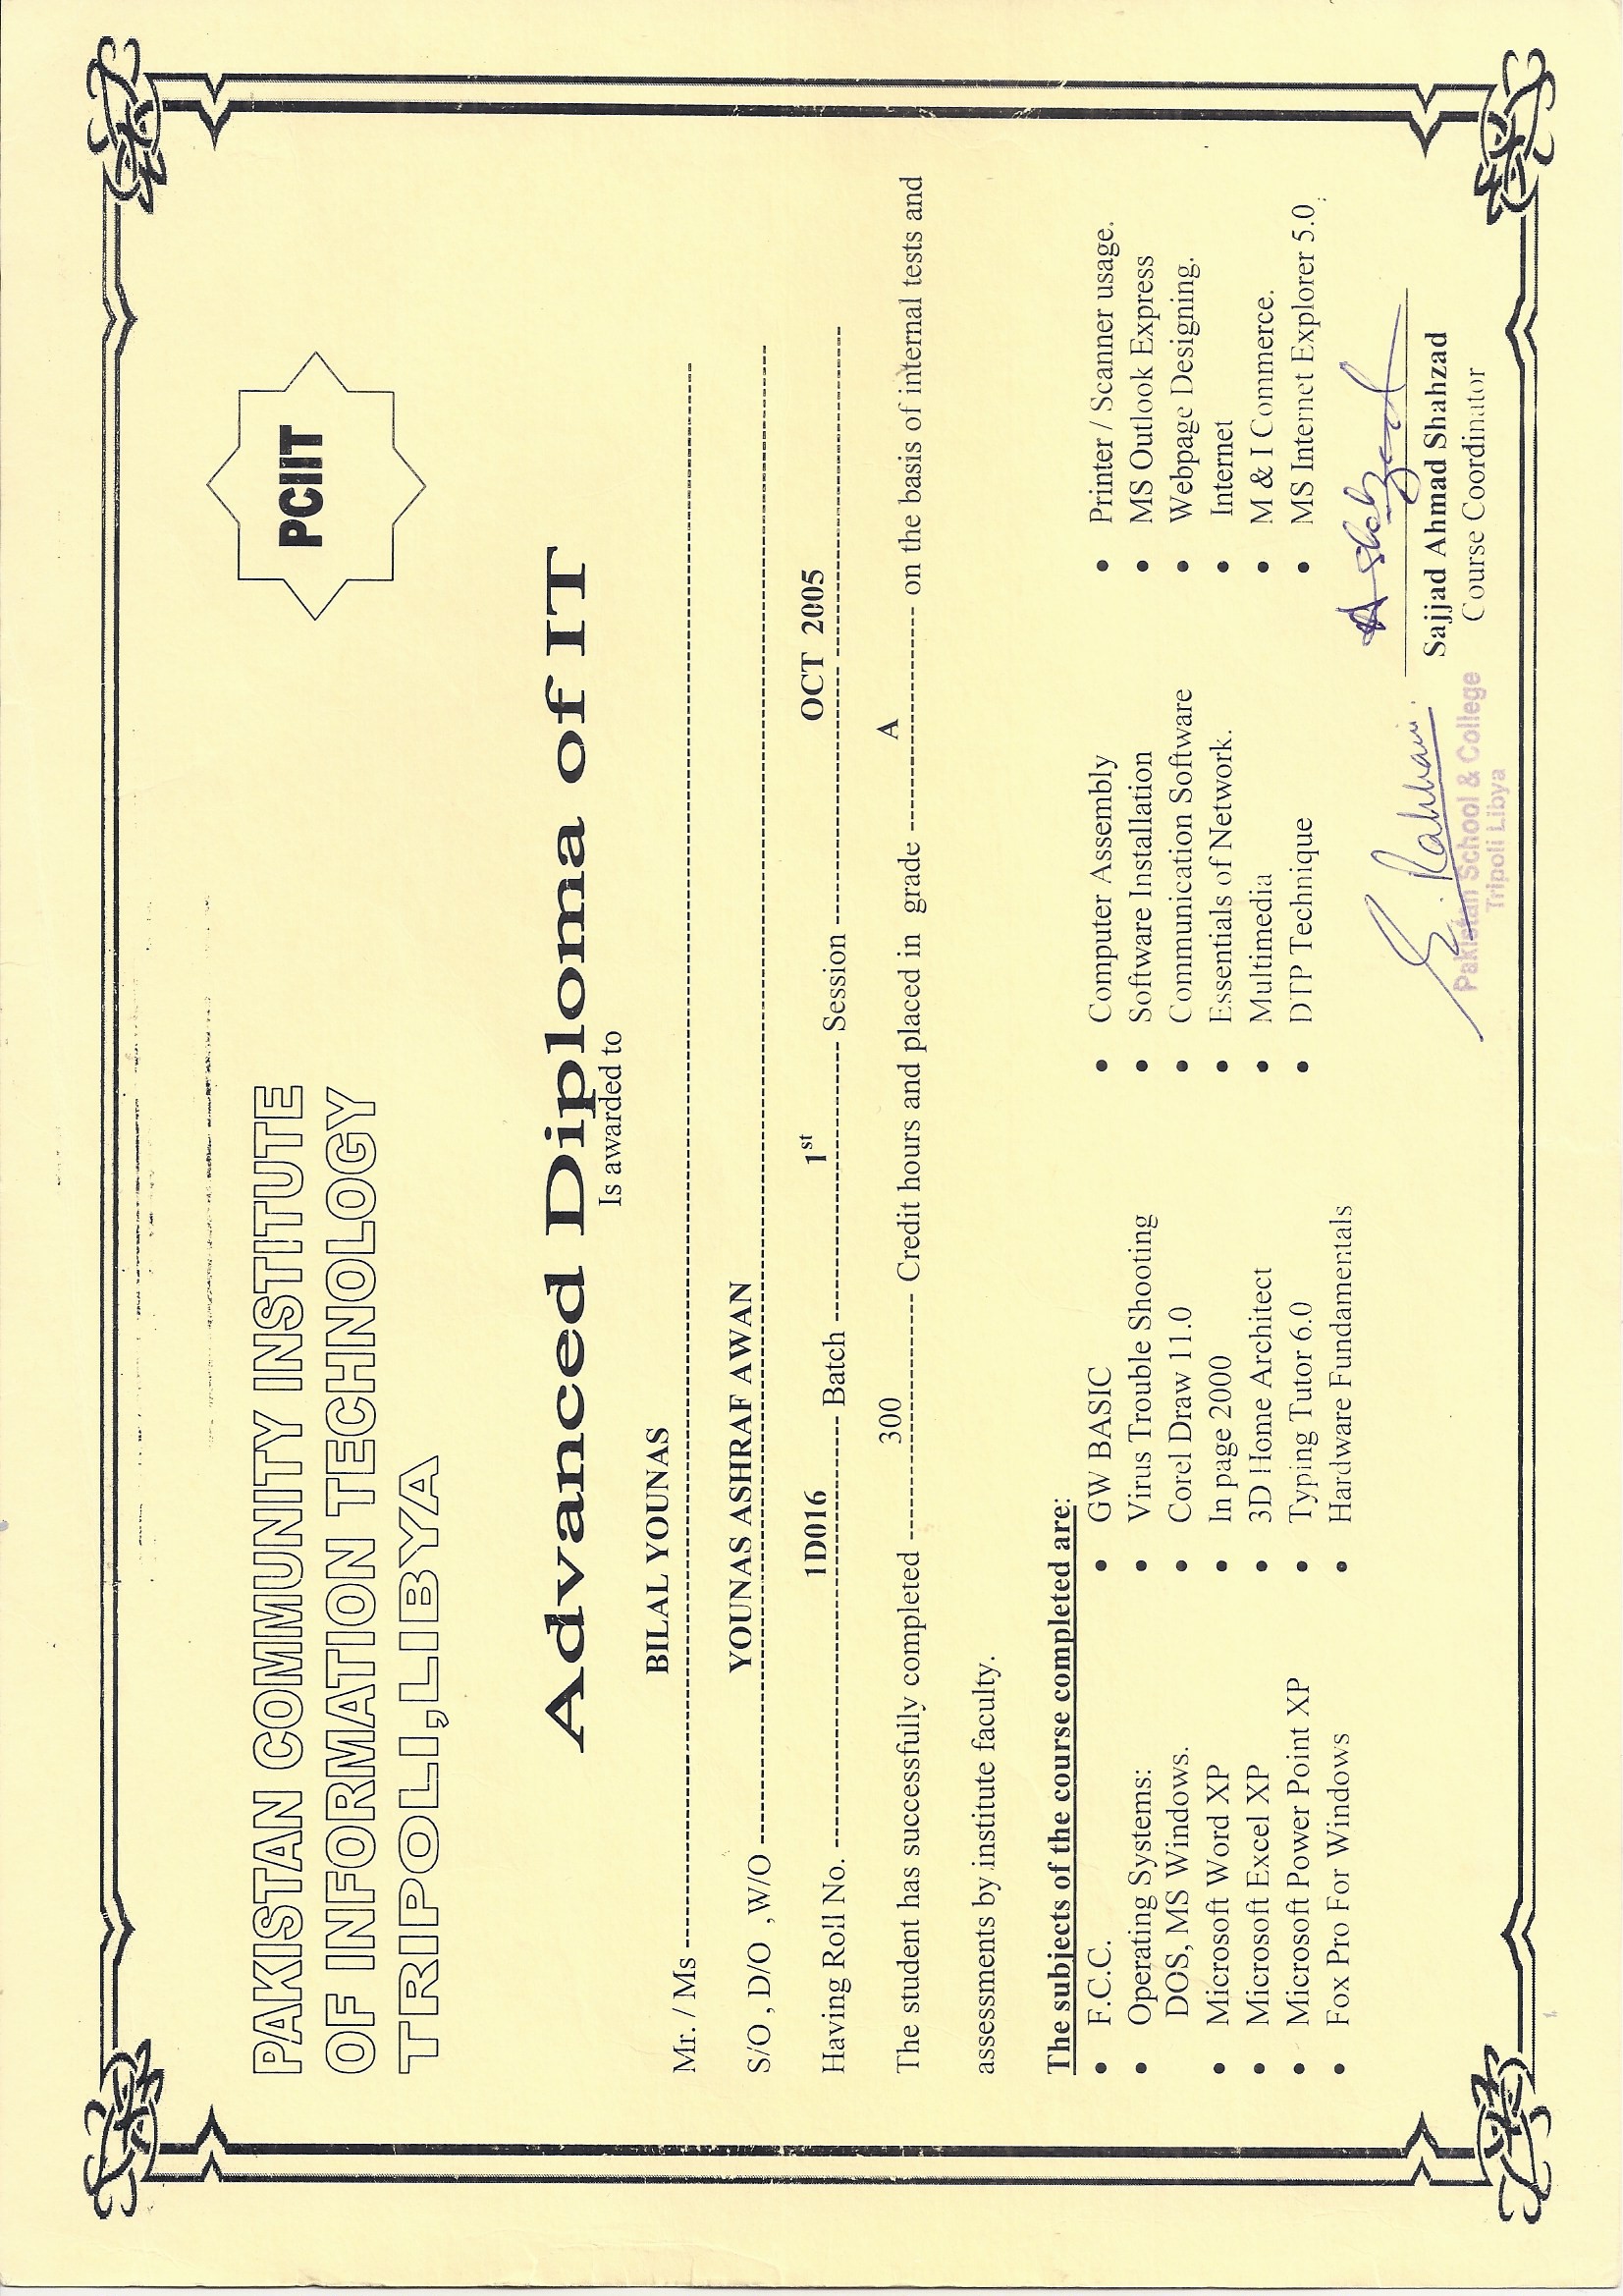 PAKISTAN COMMUNITY INSTITUTE
OF INFORMATION TECHNOLOGY
TRIPOLI,LIBYA
PCIIT
Advanced Diploma of IT
Is awarded to
Mr. / Ms BILAL YOUNAS
S/O , D/O , W/O YOUNAS ASHRAF AWAN
Having Roll No. 1D016 Batch 1st Session OCT 2005
The student has successfully completed 300 Credit hours and placed in grade A on the basis of internal tests and
assessments by institute faculty.
The subjects of the course completed are:
• F.C.C.
• Operating Systems:
DOS, MS Windows.
• Microsoft Word XP
• Microsoft Excel XP
• Microsoft Power Point XP
• Fox Pro For Windows
• GW BASIC
• Virus Trouble Shooting
• Corel Draw 11.0
• In page 2000
• 3D Home Architect
• Typing Tutor 6.0
• Hardware Fundamentals
• Computer Assembly
• Software Installation
• Communication Software
• Essentials of Network.
• Multimedia
• DTP Technique
• Printer / Scanner usage.
• MS Outlook Express
• Webpage Designing.
• Internet
• M & I Commerce.
• MS Internet Explorer 5.0
Pakistan School & College
Tripoli Libya
Sajjad Ahmad Shahzad
Course Coordinator